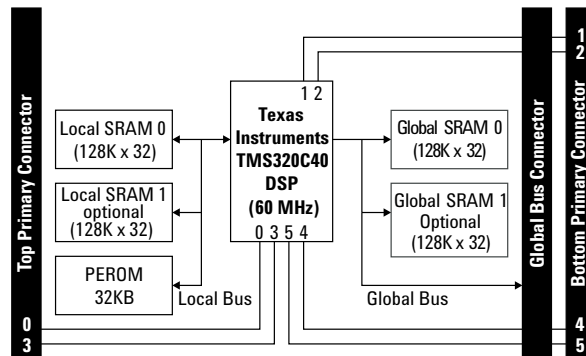 Top Primary Connector
0
3
Local SRAM 0
(128K x 32)
Local SRAM 1
optional
(128K x 32)
PEROM
32KB
Local Bus
1 2
Texas
Instruments
TMS320C40
DSP
(60 MHz)
0 3 5 4
Global SRAM 0
(128K x 32)
Global SRAM 1
Optional
(128K x 32)
Global Bus
Global Bus Connector
1
2
Bottom Primary Connector
4
5